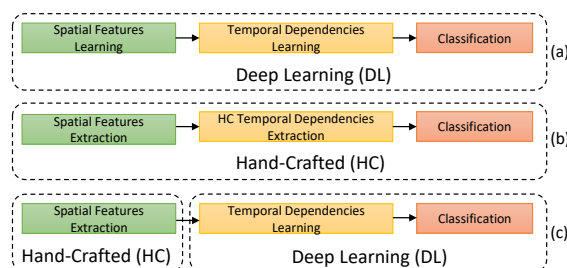 Spatial Features
Learning
Temporal Dependencies
Learning
Classification
(a)
Deep Learning (DL)
Spatial Features
Extraction
HC Temporal Dependencies
Extraction
Classification
(b)
Hand-Crafted (HC)
Spatial Features
Extraction
Temporal Dependencies
Learning
Classification
(c)
Hand-Crafted (HC)
Deep Learning (DL)